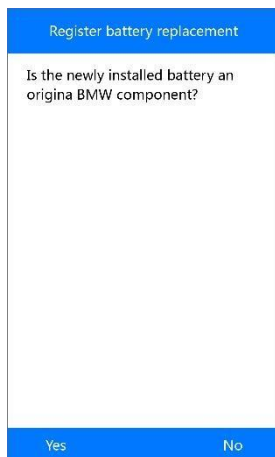 Register battery replacement
Is the newly installed battery an
origina BMW component?
Yes
No